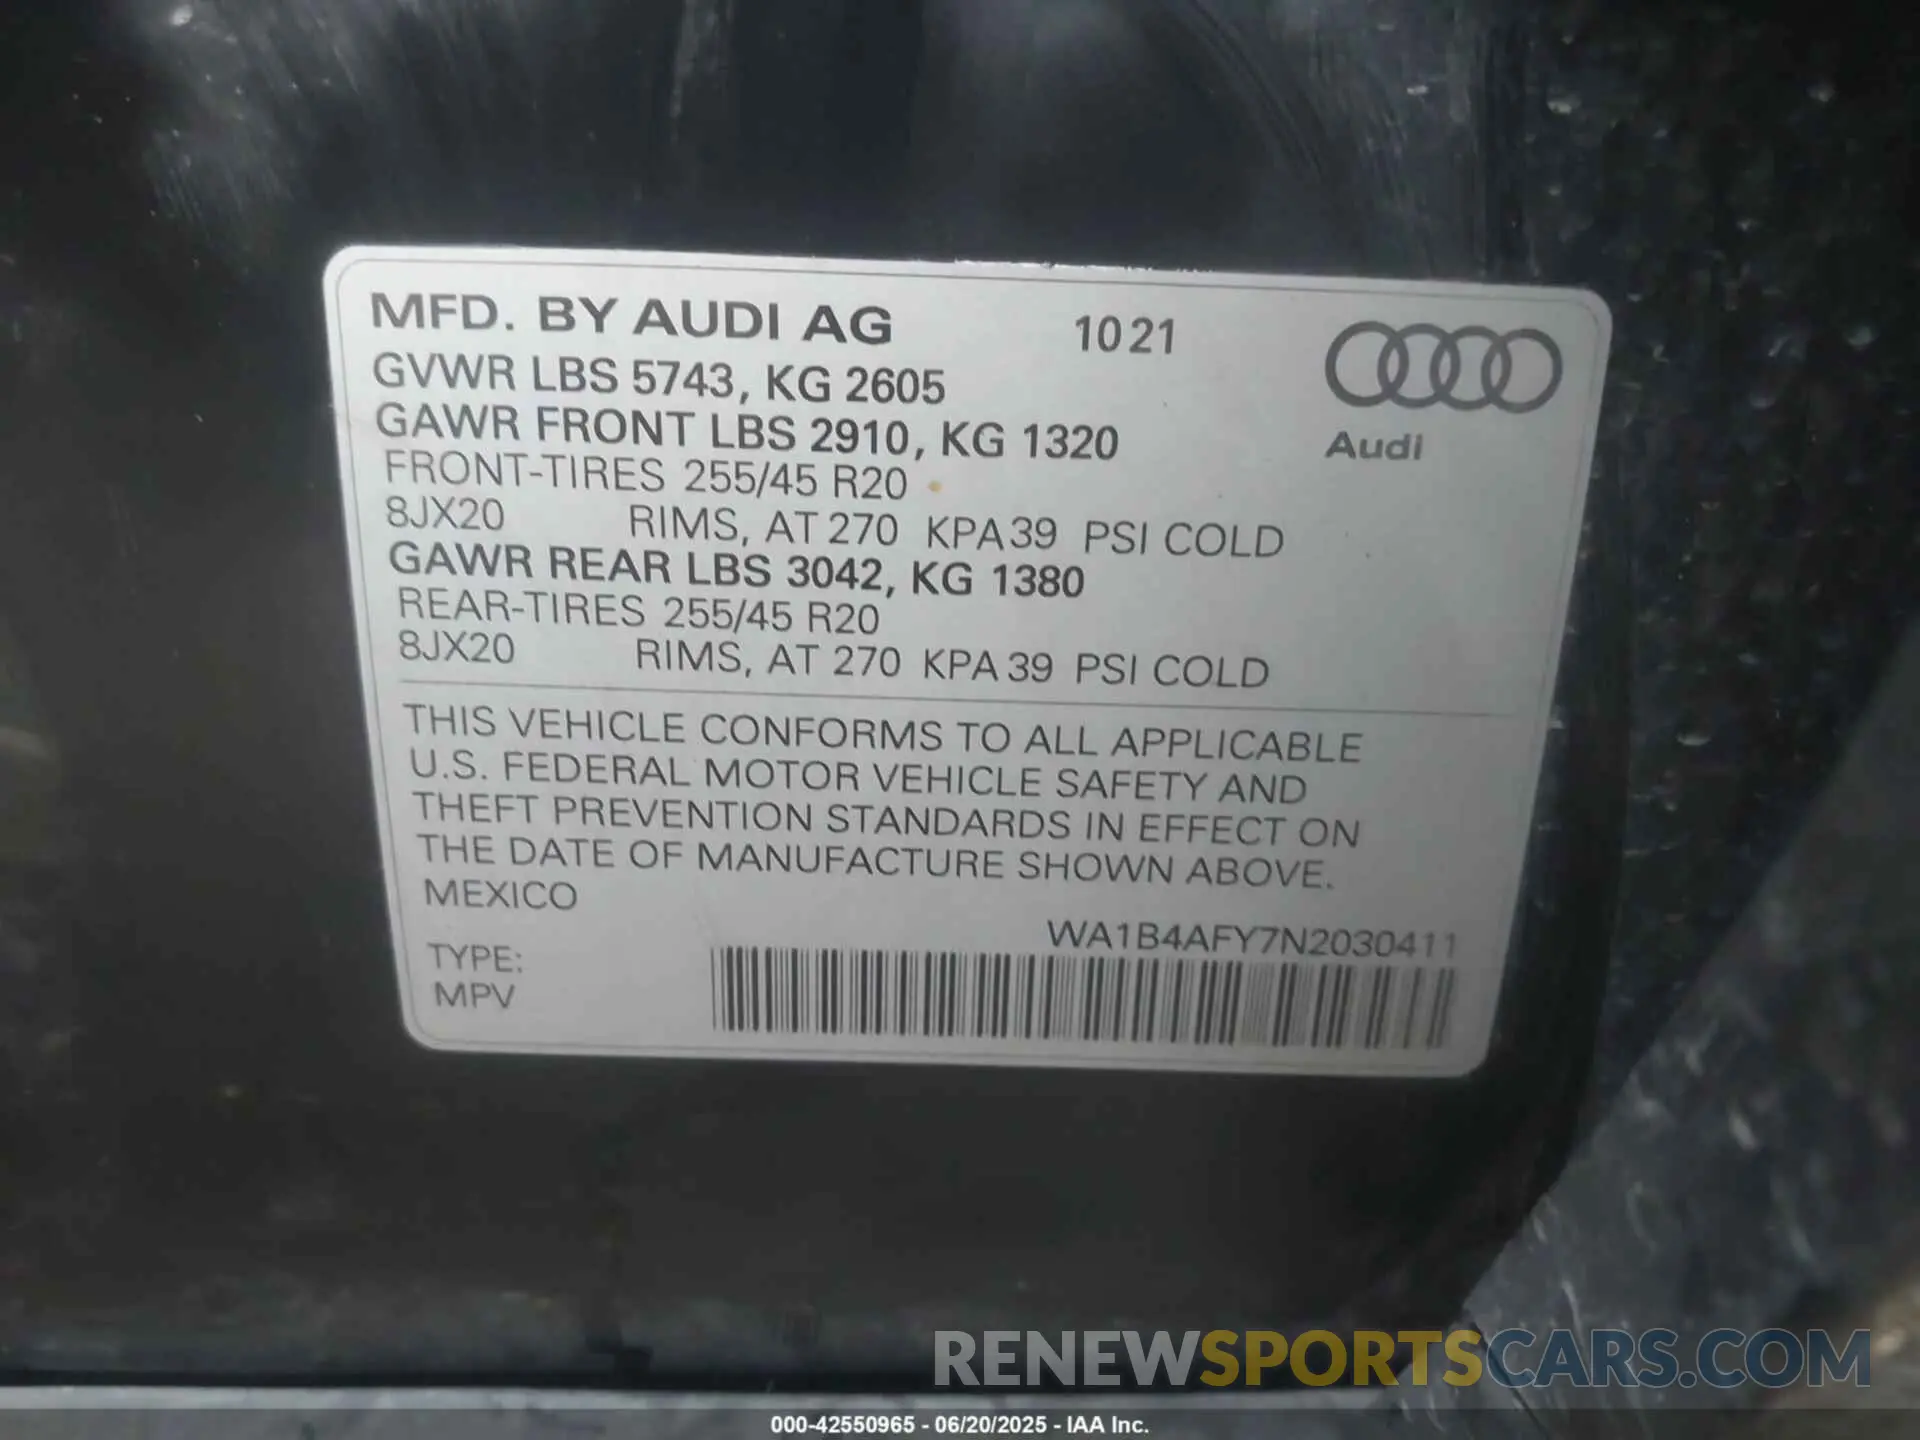 MFD. BY AUDI AG 10 21
GVWR LBS 5743, KG 2605
GAWR FRONT LBS 2910, KG 1320
Audi
FRONT-TIRES 255/45 R20
8JX20 RIMS, AT 270 KPA 39 PSI COLD
GAWR REAR LBS 3042, KG 1380
REAR-TIRES 255/45 R20
8JX20 RIMS, AT 270 KPA 39 PSI COLD
THIS VEHICLE CONFORMS TO ALL APPLICABLE
U.S. FEDERAL MOTOR VEHICLE SAFETY AND
THEFT PREVENTION STANDARDS IN EFFECT ON
THE DATE OF MANUFACTURE SHOWN ABOVE.
MEXICO
WA1B4AFY7N2030411
TYPE:
MPV
RENEWSPORTSCARS.COM
000-42550965 - 06/20/2025 - IAA Inc.